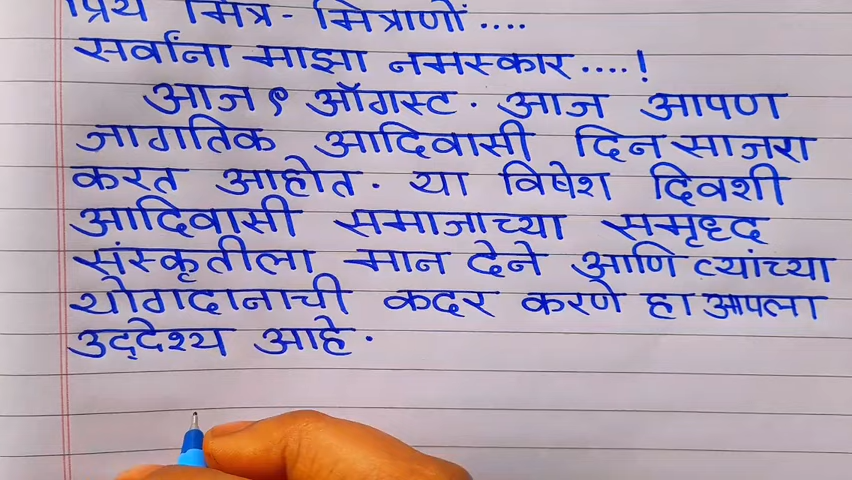 प्रिय मित्र - मित्राणों ....
सर्वांना माझा नमस्कार ....!
आज ९ ऑगस्ट. आज आपण
जागतिक आदिवासी दिन साजरा
करत आहोत. या विषेश दिवशी
आदिवासी समाजाच्या समृध्द
संस्कृतीला मान देने आणि त्यांच्या
योगदानाची कदर करणे हा आपला
उद्देश्य आहे.